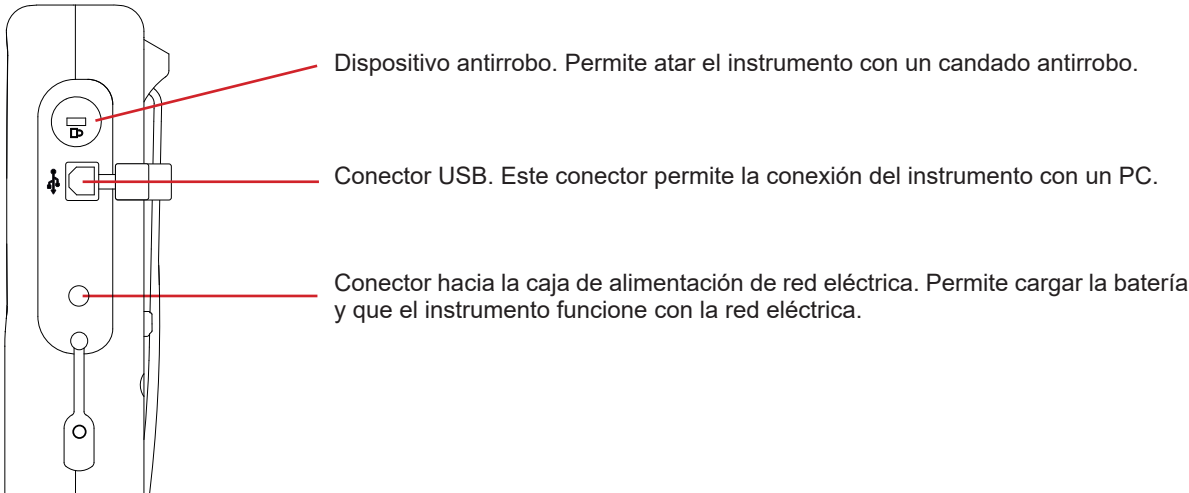 Dispositivo antirrobo. Permite atar el instrumento con un candado antirrobo.
Conector USB. Este conector permite la conexión del instrumento con un PC.
Conector hacia la caja de alimentación de red eléctrica. Permite cargar la batería
y que el instrumento funcione con la red eléctrica.